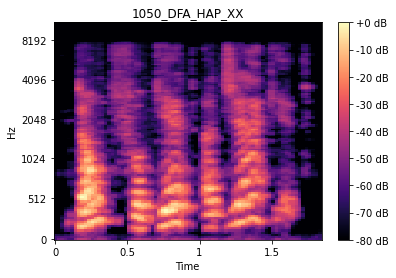 1050_DFA_HAP_XX
+0 dB
8192
-10 dB
4096
-20 dB
-30 dB
2048
-40 dB
Hz
1024
-50 dB
512
-60 dB
-70 dB
0
-80 dB
0 0.5 1 1.5
Time